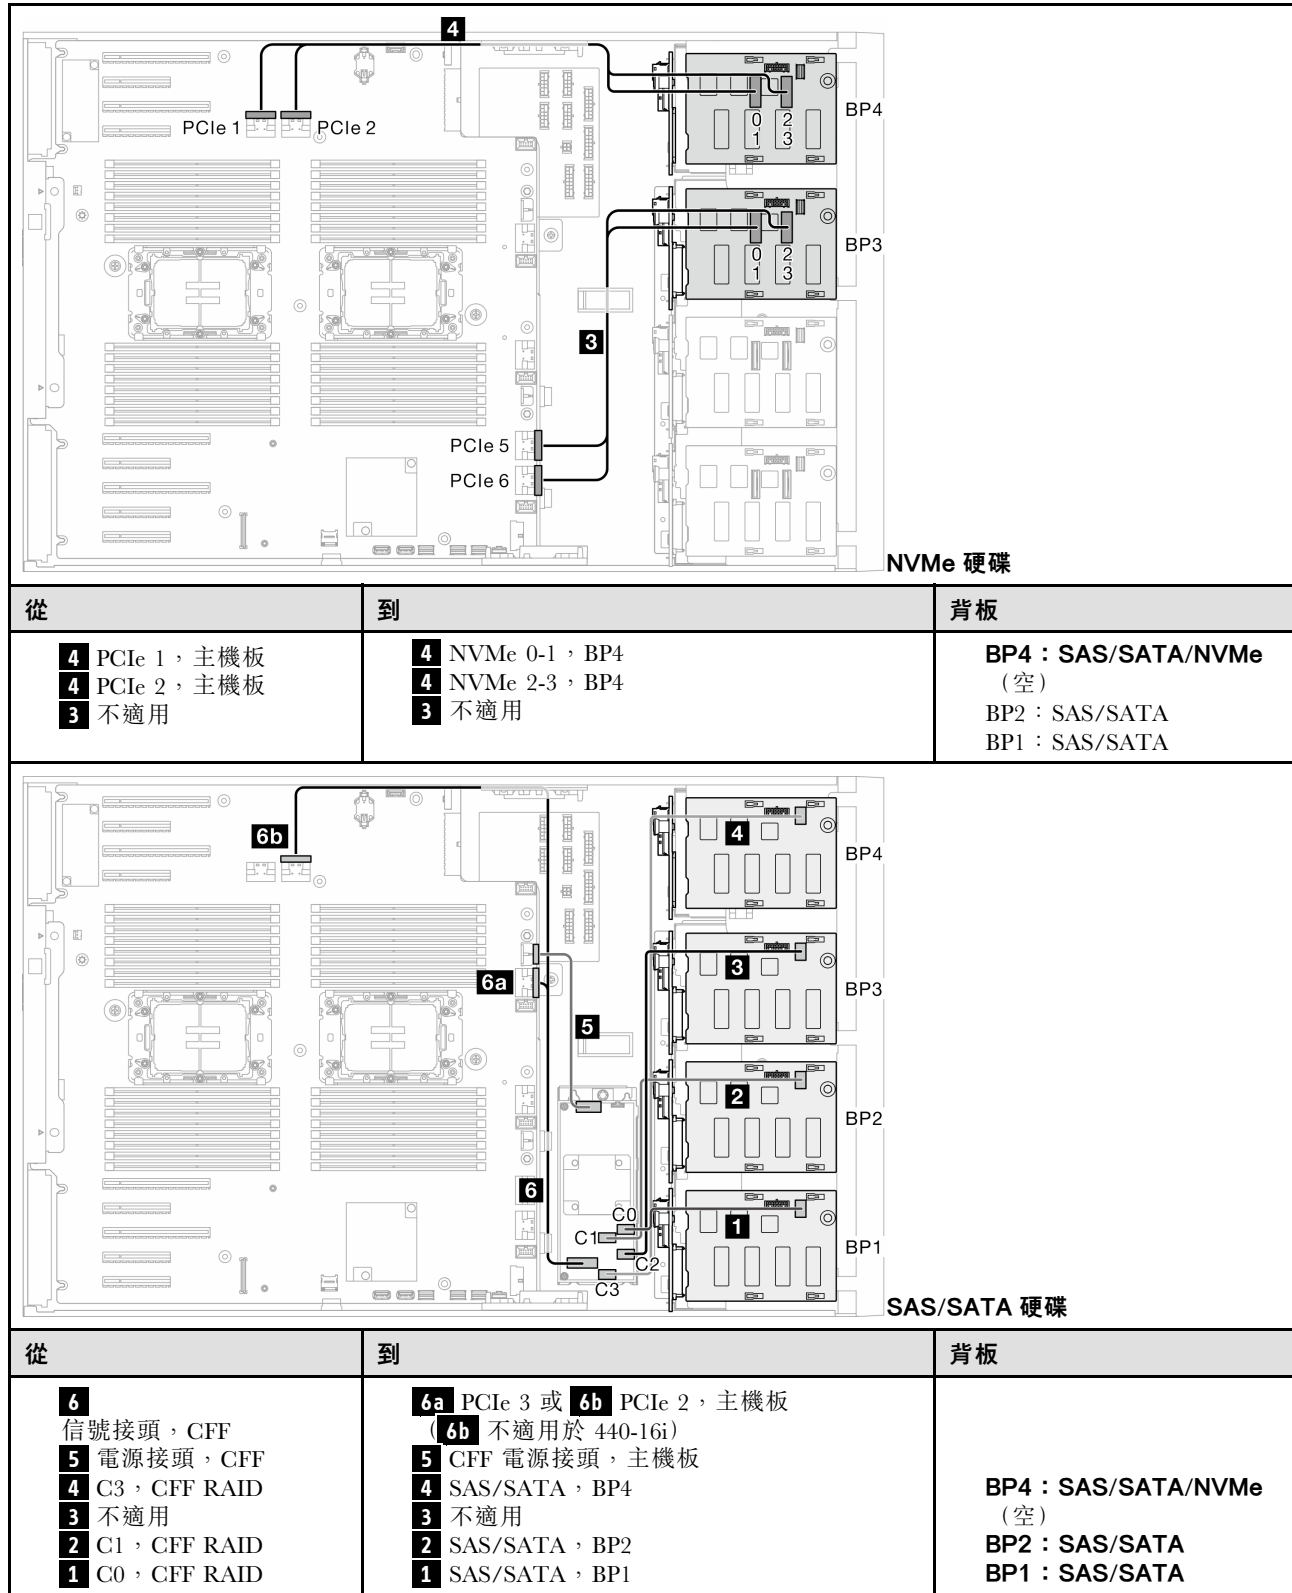 4
PCIe 1
PCIe 2
0
1
2
3
BP4
0
1
2
3
BP3
3
PCIe 5
PCIe 6
NVMe 硬碟
從
到
背板
4 PCIe 1，主機板
4 PCIe 2，主機板
3 不適用
4 NVMe 0-1，BP4
4 NVMe 2-3，BP4
3 不適用
BP4：SAS/SATA/NVMe
（空）
BP2：SAS/SATA
BP1：SAS/SATA
6b
4
BP4
6a
3
BP3
5
2
BP2
6
C0
C1
C2
C3
1
BP1
SAS/SATA 硬碟
從
到
背板
6
信號接頭，CFF
5 電源接頭，CFF
4 C3，CFF RAID
3 不適用
2 C1，CFF RAID
1 C0，CFF RAID
6a PCIe 3 或 6b PCIe 2，主機板
（6b 不適用於 440-16i）
5 CFF 電源接頭，主機板
4 SAS/SATA，BP4
3 不適用
2 SAS/SATA，BP2
1 SAS/SATA，BP1
BP4：SAS/SATA/NVMe
（空）
BP2：SAS/SATA
BP1：SAS/SATA